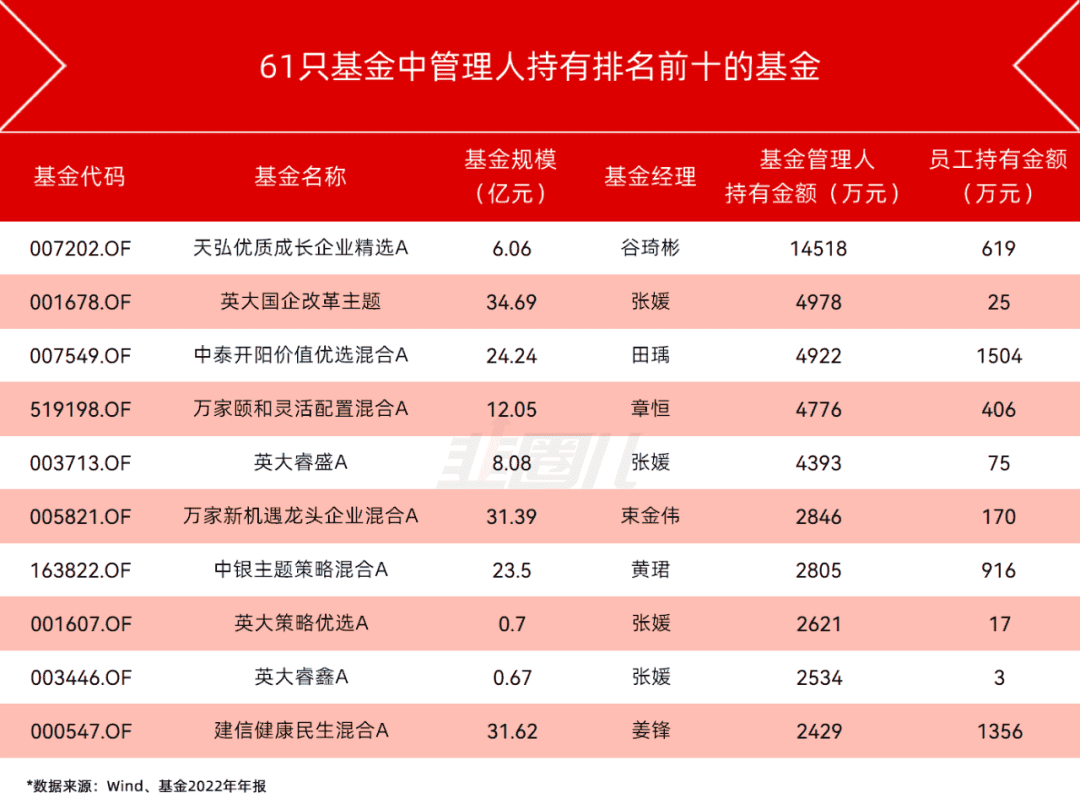 61只基金中管理人持有排名前十的基金
基金代码 基金名称 基金规模（亿元） 基金经理 基金管理人持有金额（万元） 员工持有金额（万元）
007202.OF 天弘优质成长企业精选A 6.06 谷琦彬 14518 619
001678.OF 英大国企改革主题 34.69 张媛 4978 25
007549.OF 中泰开阳价值优选混合A 24.24 田瑀 4922 1504
519198.OF 万家颐和灵活配置混合A 12.05 章恒 4776 406
003713.OF 英大睿盛A 8.08 张媛 4393 75
005821.OF 万家新机遇龙头企业混合A 31.39 束金伟 2846 170
163822.OF 中银主题策略混合A 23.5 黄珺 2805 916
001607.OF 英大策略优选A 0.7 张媛 2621 17
003446.OF 英大睿鑫A 0.67 张媛 2534 3
000547.OF 建信健康民生混合A 31.62 姜锋 2429 1356
韭圈儿
*数据来源：Wind、基金2022年年报